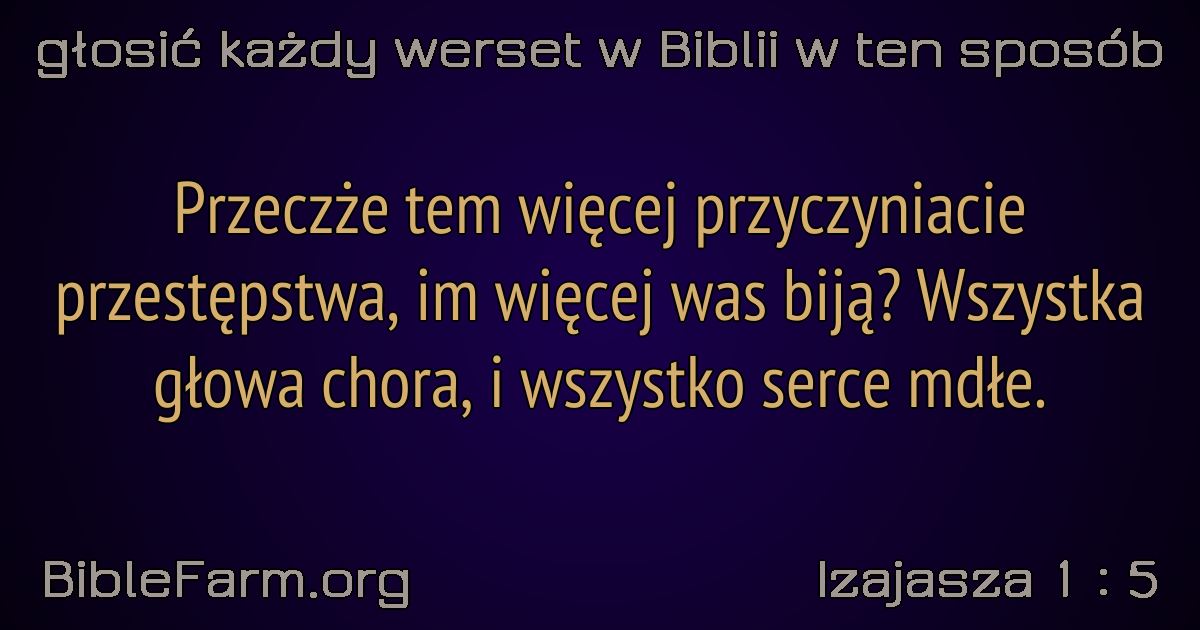 głosić każdy werset w Biblii w ten sposób
Przeczże tem więcej przyczyniacie
przestępstwa, im więcej was biją? Wszystka
głowa chora, i wszystko serce mdłe.
BibleFarm.org
Izajasza 1 : 5